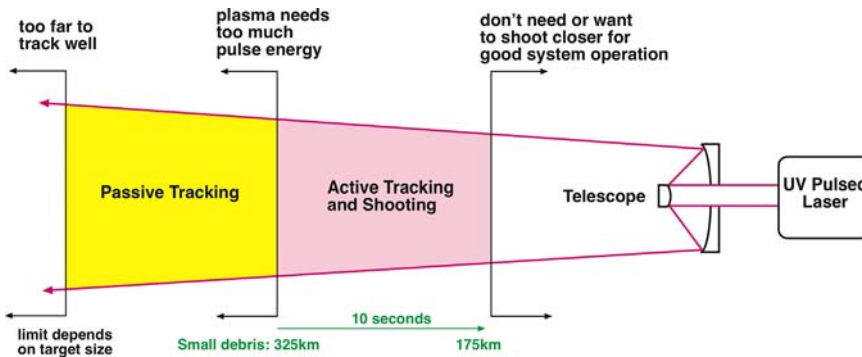 too far to
track well
plasma needs
too much
pulse energy
don't need or want
to shoot closer for
good system operation
Passive Tracking
Active Tracking
and Shooting
Telescope
UV Pulsed
Laser
limit depends
on target size
10 seconds
Small debris: 325km
175km